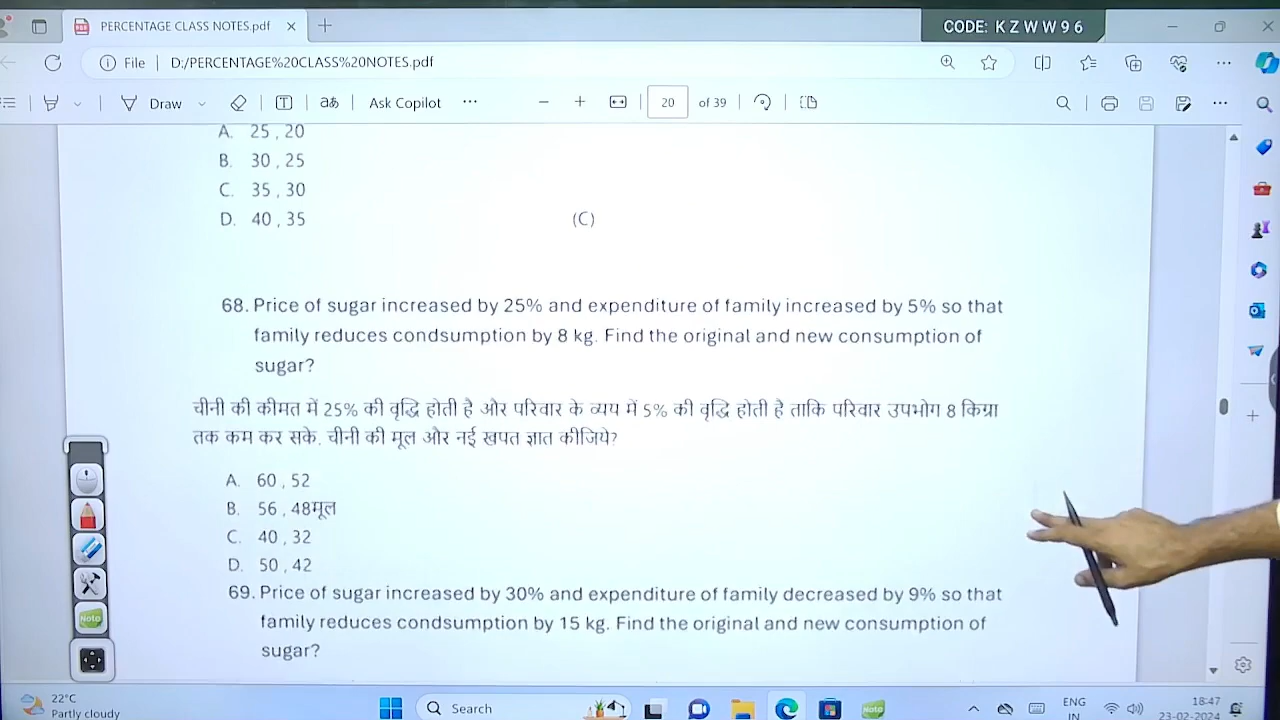 PERCENTAGE CLASS NOTES.pdf
CODE: K Z W W 9 6
File
D:/PERCENTAGE%20CLASS%20NOTES.pdf
Draw
aあ
Ask Copilot
20 of 39
A. 25 , 20
B. 30 , 25
C. 35 , 30
D. 40 , 35 (C)
68. Price of sugar increased by 25% and expenditure of family increased by 5% so that
family reduces condsumption by 8 kg. Find the original and new consumption of
sugar?
चीनी की कीमत में 25% की वृद्धि होती है और परिवार के व्यय में 5% की वृद्धि होती है ताकि परिवार उपभोग 8 किग्रा
तक कम कर सके. चीनी की मूल और नई खपत ज्ञात कीजिये?
A. 60 , 52
B. 56 , 48मूल
C. 40 , 32
D. 50 , 42
69. Price of sugar increased by 30% and expenditure of family decreased by 9% so that
family reduces condsumption by 15 kg. Find the original and new consumption of
sugar?
Noto
22°C
Partly cloudy
Search
Noto
ENG
IN
18:47
23-02-2024